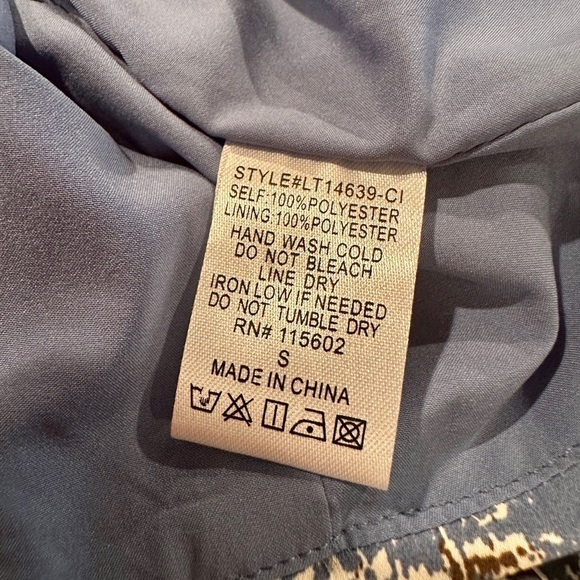 STYLE#LT14639-CI
SELF:100%POLYESTER
LINING:100%POLYESTER
HAND WASH COLD
DO NOT BLEACH
LINE DRY
IRON LOW IF NEEDED
DO NOT TUMBLE DRY
RN# 115602
S
MADE IN CHINA